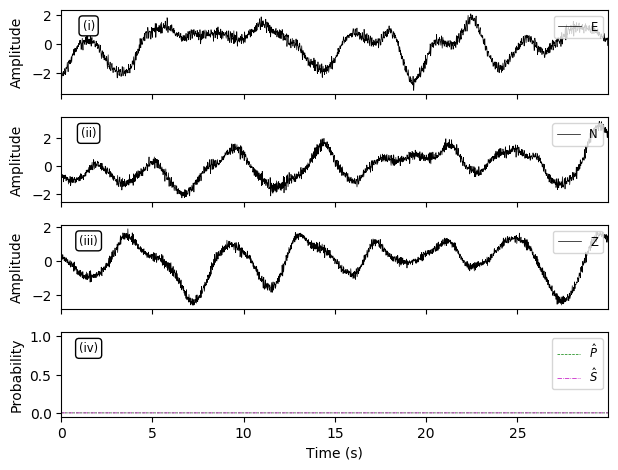 (i)
E
Amplitude
2
0
−2
(ii)
N
Amplitude
2
0
−2
(iii)
Z
Amplitude
2
0
−2
(iv)
P̂
Ŝ
Probability
1.0
0.5
0.0
0 5 10 15 20 25
Time (s)